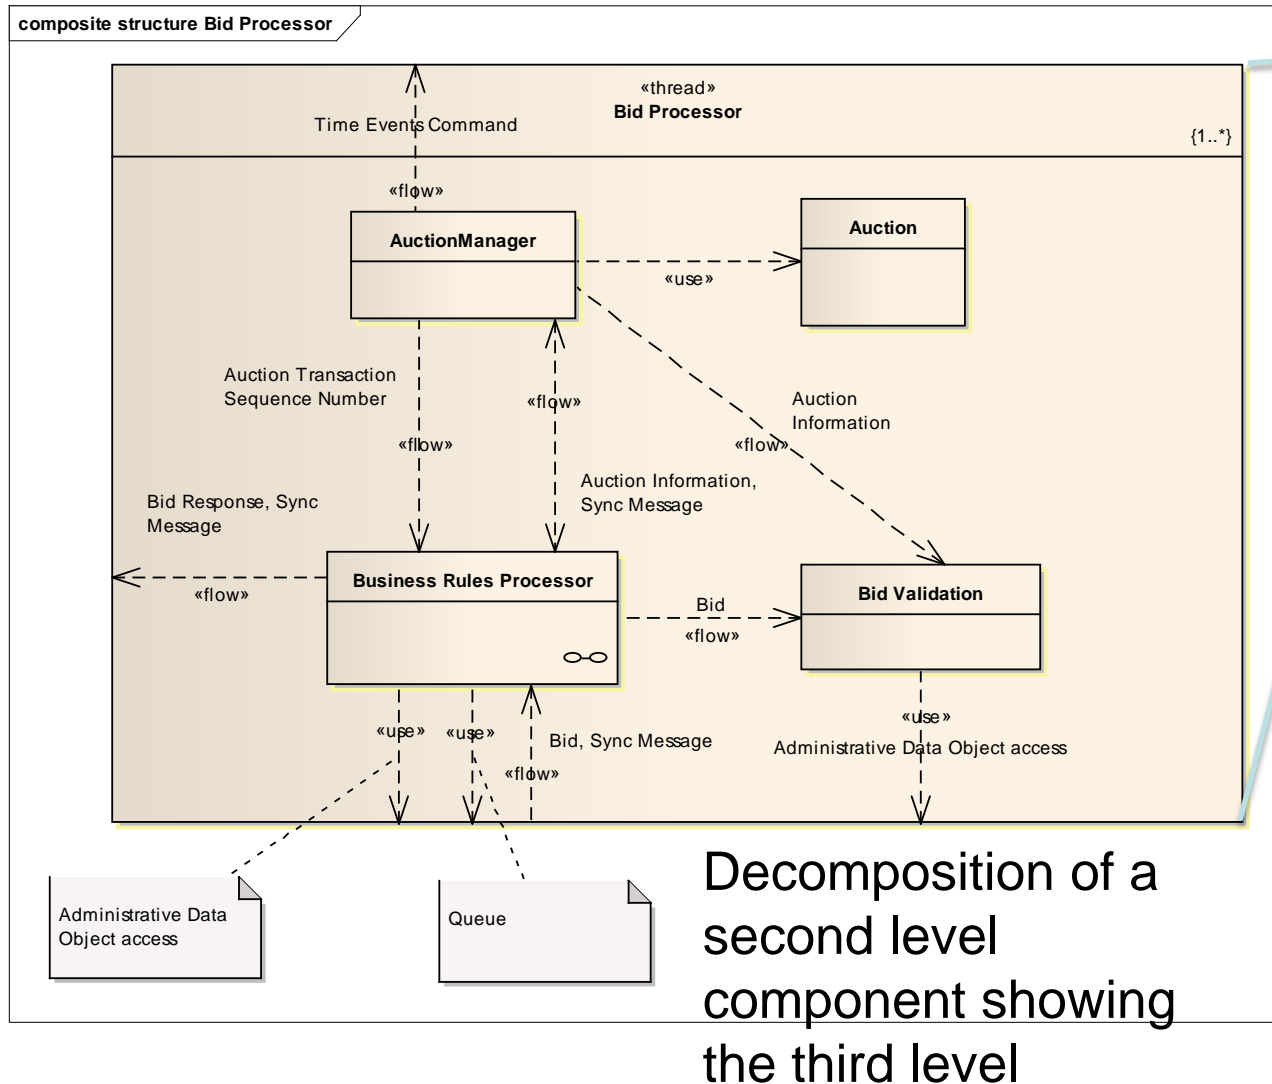 composite structure Bid Processor
«thread»
Bid Processor
{1..*}
Time Events Command
«flow»
AuctionManager
Auction
«use»
Auction Transaction
Sequence Number
«flow»
«flow»
Auction
Information
«flow»
Auction Information,
Sync Message
Bid Response, Sync
Message
«flow»
Business Rules Processor
Bid
«flow»
Bid Validation
«use»
«use»
Bid, Sync Message
«flow»
«use»
Administrative Data Object access
Administrative Data
Object access
Queue
Decomposition of a
second level
component showing
the third level